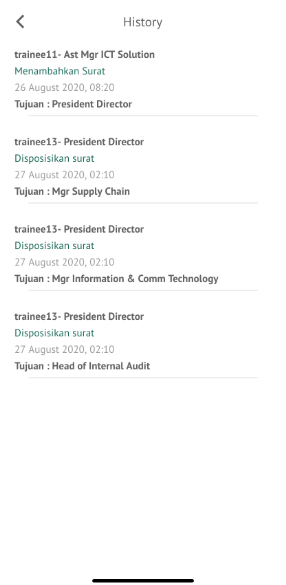 History
trainee11- Ast Mgr ICT Solution
Menambahkan Surat
26 August 2020, 08:20
Tujuan : President Director
trainee13- President Director
Disposisikan surat
27 August 2020, 02:10
Tujuan : Mgr Supply Chain
trainee13- President Director
Disposisikan surat
27 August 2020, 02:10
Tujuan : Mgr Information & Comm Technology
trainee13- President Director
Disposisikan surat
27 August 2020, 02:10
Tujuan : Head of Internal Audit